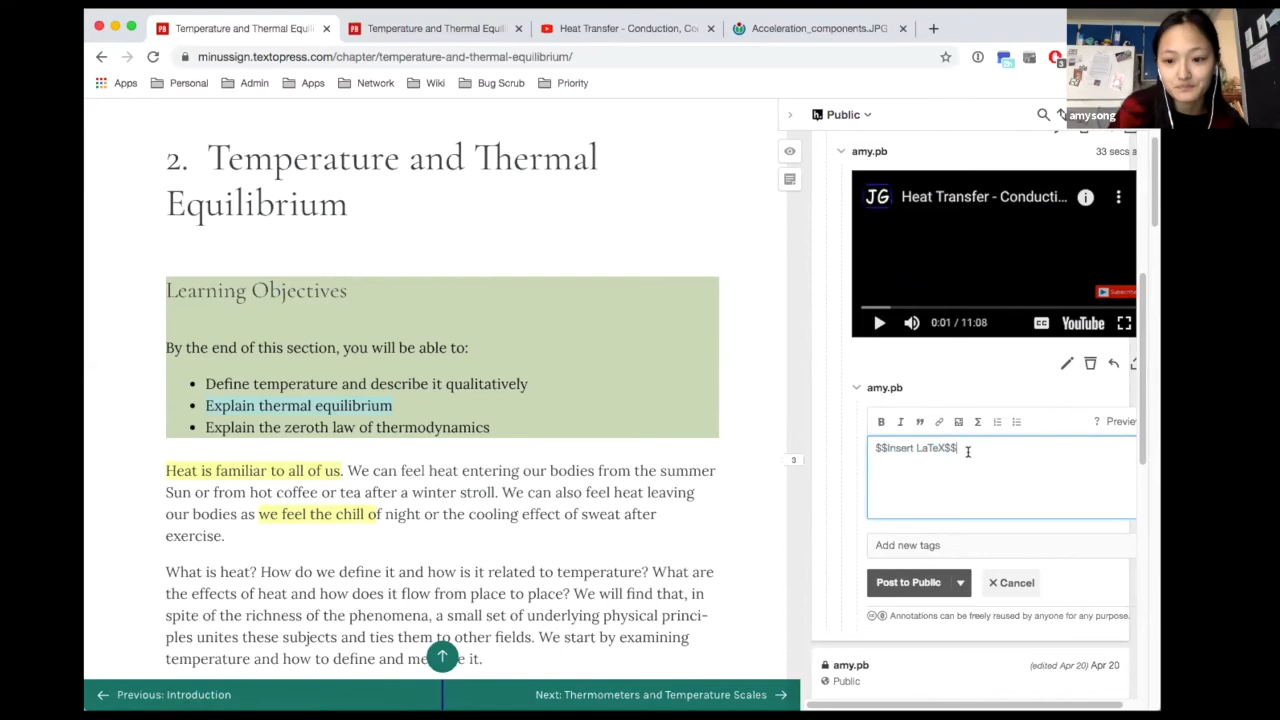 PB Temperature and Thermal Equili
PB Temperature and Thermal Equil
Heat Transfer - Conduction, Co
Acceleration_components.JPG
minussign.textopress.com/chapter/temperature-and-thermal-equilibrium/
Apps
Personal
Admin
Apps
Network
Wiki
Bug Scrub
Priority
amysong
2. Temperature and Thermal
Equilibrium
Learning Objectives
By the end of this section, you will be able to:
• Define temperature and describe it qualitatively
• Explain thermal equilibrium
• Explain the zeroth law of thermodynamics
Heat is familiar to all of us. We can feel heat entering our bodies from the summer
Sun or from hot coffee or tea after a winter stroll. We can also feel heat leaving
our bodies as we feel the chill of night or the cooling effect of sweat after
exercise.
What is heat? How do we define it and how is it related to temperature? What are
the effects of heat and how does it flow from place to place? We will find that, in
spite of the richness of the phenomena, a small set of underlying physical princi-
ples unites these subjects and ties them to other fields. We start by examining
temperature and how to define and me e it.
Previous: Introduction
Next: Thermometers and Temperature Scales
h. Public
amy.pb
33 secs a
JG Heat Transfer - Conducti...
0:01 / 11:08
CC
YouTube
amy.pb
B I
? Previe
$$Insert LaTeX$$
Add new tags
Post to Public
Cancel
Annotations can be freely reused by anyone for any purpose.
amy.pb
(edited Apr 20) Apr 20
Public
3